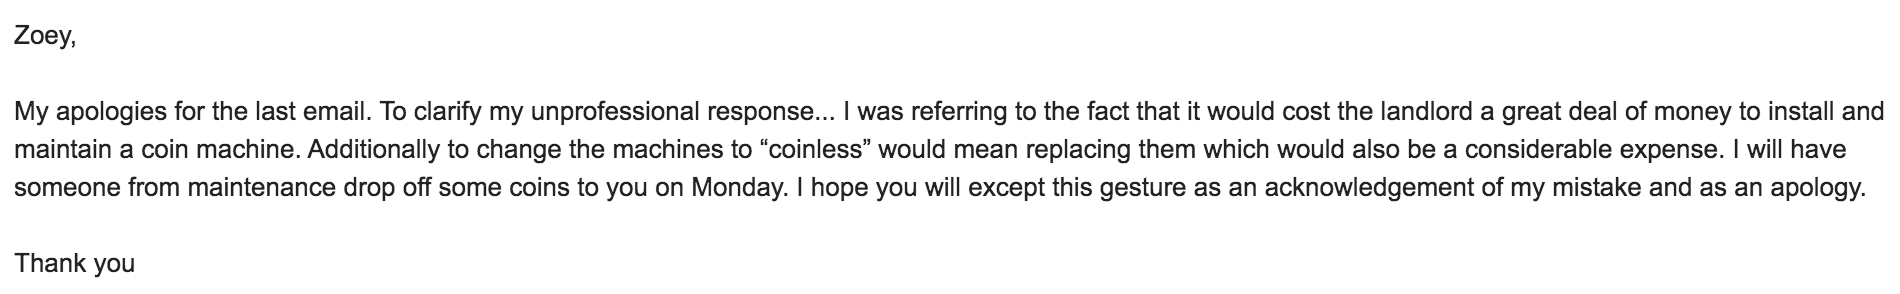 Zoey,
My apologies for the last email. To clarify my unprofessional response... I was referring to the fact that it would cost the landlord a great deal of money to install and
maintain a coin machine. Additionally to change the machines to “coinless” would mean replacing them which would also be a considerable expense. I will have
someone from maintenance drop off some coins to you on Monday. I hope you will except this gesture as an acknowledgement of my mistake and as an apology.
Thank you